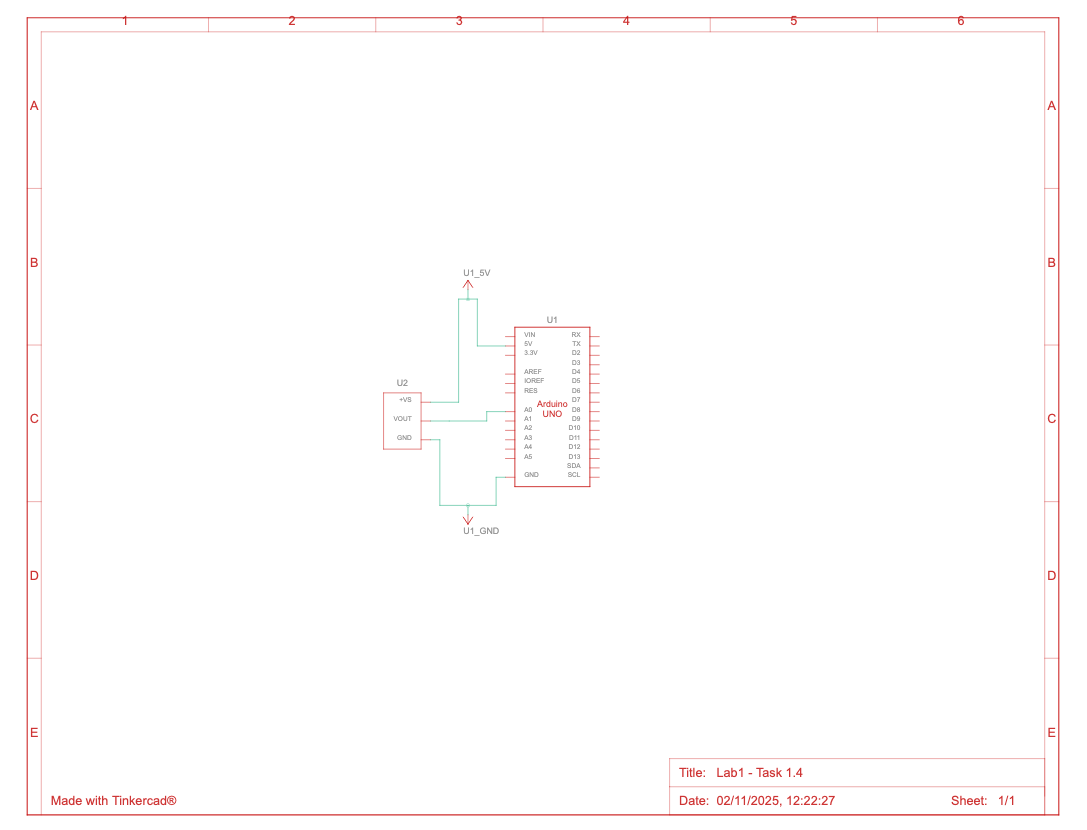 1 2 3 4 5 6
A A
B B
U1_5V
U1
VIN RX
5V TX
3.3V D2
D3
AREF D4
IOREF D5
RES D6
D7
U2
+VS
VOUT
GND
Arduino
UNO
A0 D8
A1 D9
A2 D10
A3 D11
A4 D12
A5 D13
SDA
GND SCL
C C
U1_GND
D D
E E
Title: Lab1 - Task 1.4
Made with Tinkercad®
Date: 02/11/2025, 12:22:27 Sheet: 1/1